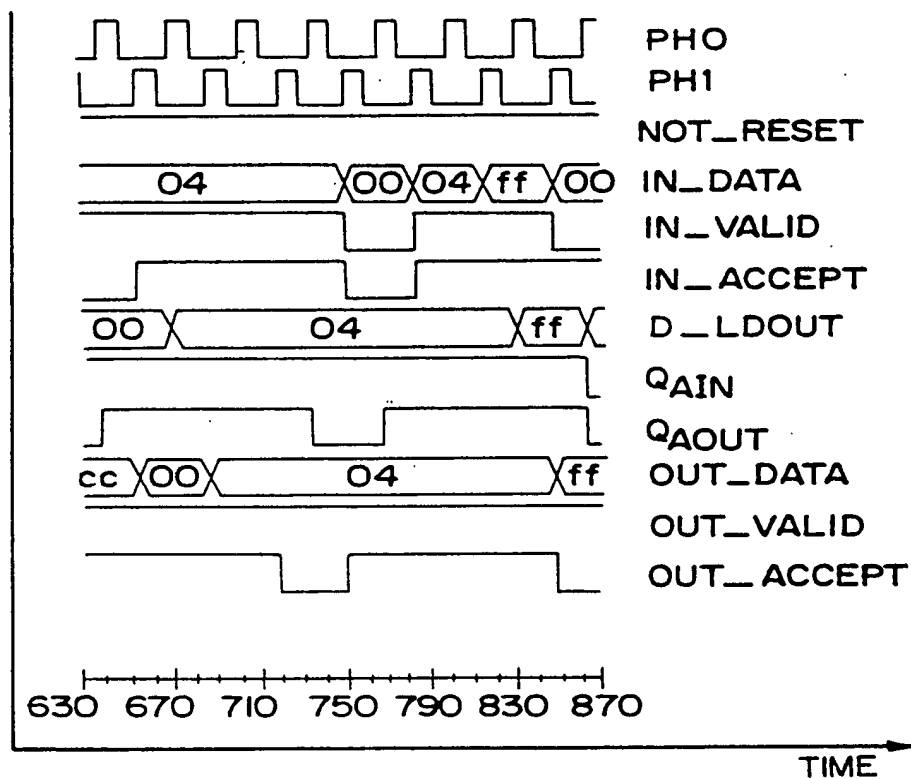 PH0
PH1
NOT_RESET
04 00 04 ff 00 IN_DATA
IN_VALID
IN_ACCEPT
00 04 ff D_LDOUT
QAIN
QAOUT
cc 00 04 ff OUT_DATA
OUT_VALID
OUT_ACCEPT
630 670 710 750 790 830 870
TIME